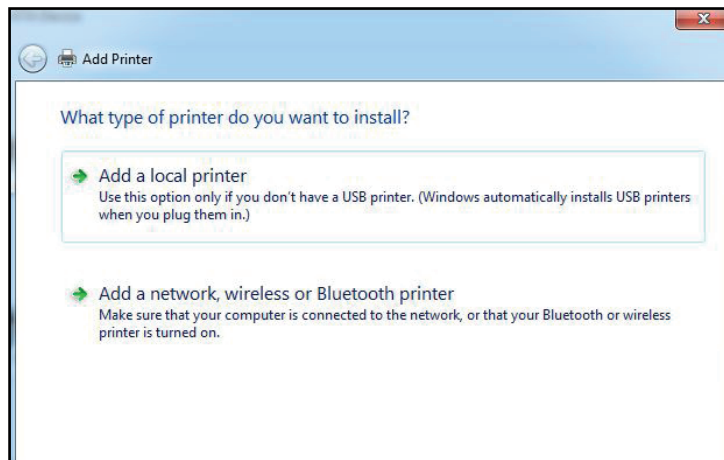 Add Printer
What type of printer do you want to install?
Add a local printer
Use this option only if you don't have a USB printer. (Windows automatically installs USB printers
when you plug them in.)
Add a network, wireless or Bluetooth printer
Make sure that your computer is connected to the network, or that your Bluetooth or wireless
printer is turned on.